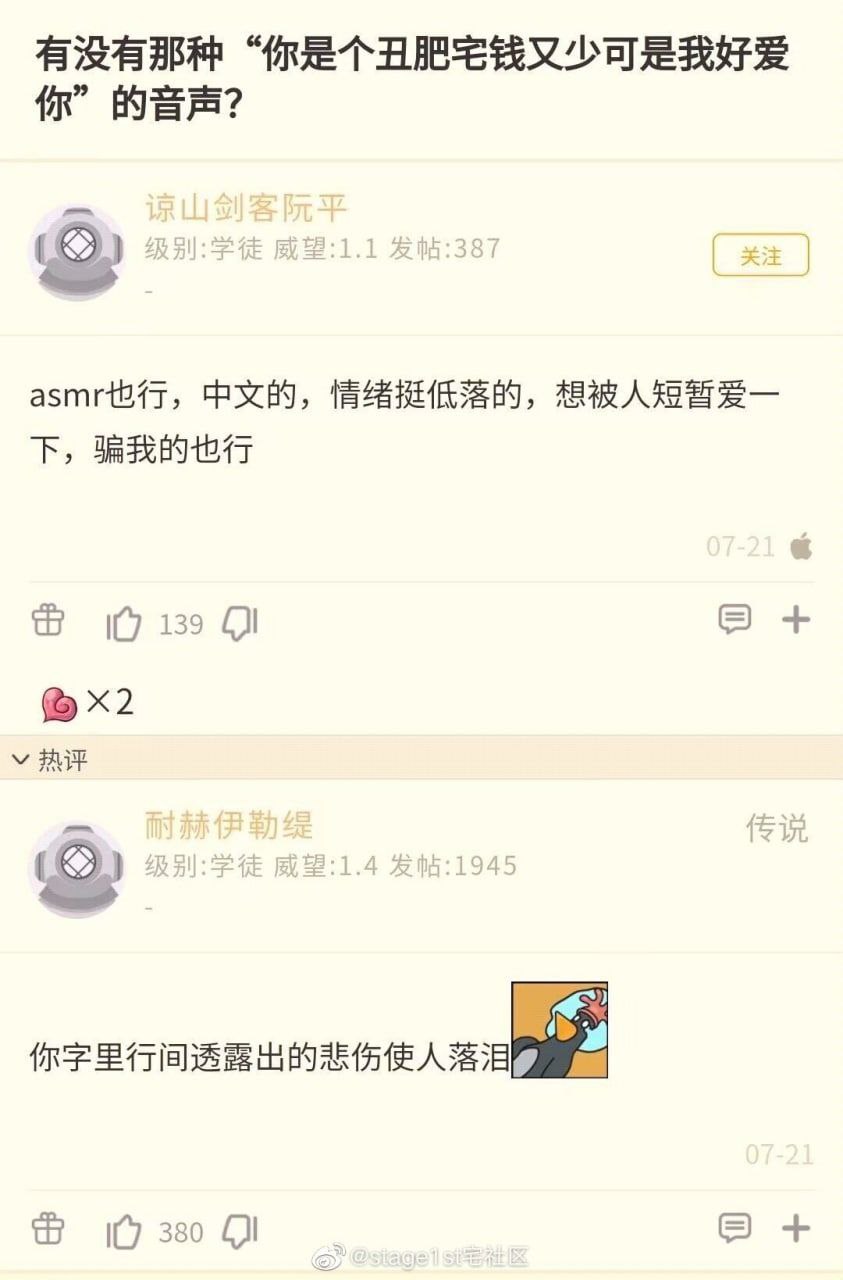 有没有那种“你是个丑肥宅钱又少可是我好爱
你”的音声？
谅山剑客阮平
级别:学徒 威望:1.1 发帖:387
关注
-
asmr也行，中文的，情绪挺低落的，想被人短暂爱一
下，骗我的也行
07-21
139
×2
热评
耐赫伊勒缇
传说
级别:学徒 威望:1.4 发帖:1945
-
你字里行间透露出的悲伤使人落泪
07-21
380
@stage1st宅社区